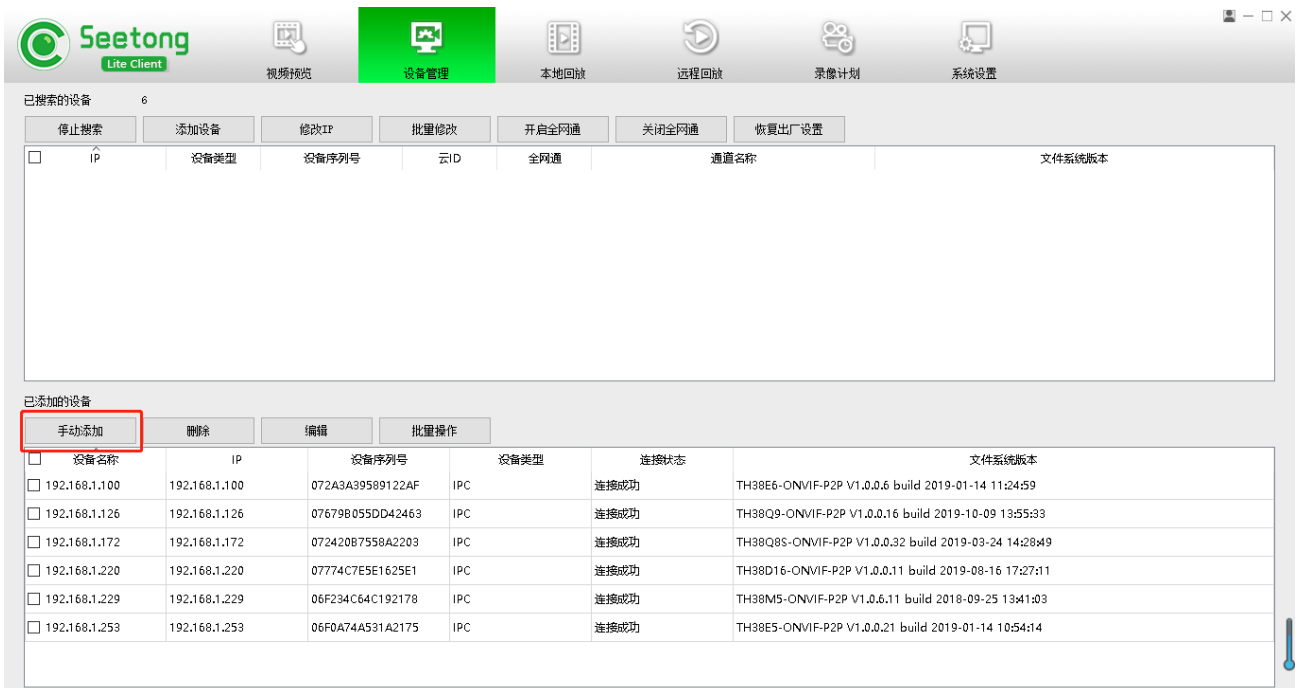 Seetong
Lite Client
视频预览 设备管理 本地回放 远程回放 录像计划 系统设置
已搜索的设备 6
停止搜索 添加设备 修改IP 批量修改 开启全网通 关闭全网通 恢复出厂设置
IP 设备类型 设备序列号 云ID 全网通 通道名称 文件系统版本
已添加的设备
手动添加 删除 编辑 批量操作
设备名称 IP 设备序列号 设备类型 连接状态 文件系统版本
192.168.1.100 192.168.1.100 072A3A39589122AF IPC 连接成功 TH38E6-ONVIF-P2P V1.0.0.6 build 2019-01-14 11:24:59
192.168.1.126 192.168.1.126 07679B055DD42463 IPC 连接成功 TH38Q9-ONVIF-P2P V1.0.0.16 build 2019-10-09 13:55:33
192.168.1.172 192.168.1.172 072420B7558A2203 IPC 连接成功 TH38Q8S-ONVIF-P2P V1.0.0.32 build 2019-03-24 14:28:49
192.168.1.220 192.168.1.220 07774C7E5E1625E1 IPC 连接成功 TH38D16-ONVIF-P2P V1.0.0.11 build 2019-08-16 17:27:11
192.168.1.229 192.168.1.229 06F234C64C192178 IPC 连接成功 TH38M5-ONVIF-P2P V1.0.6.11 build 2018-09-25 13:41:03
192.168.1.253 192.168.1.253 06F0A74A531A2175 IPC 连接成功 TH38E5-ONVIF-P2P V1.0.0.21 build 2019-01-14 10:54:14